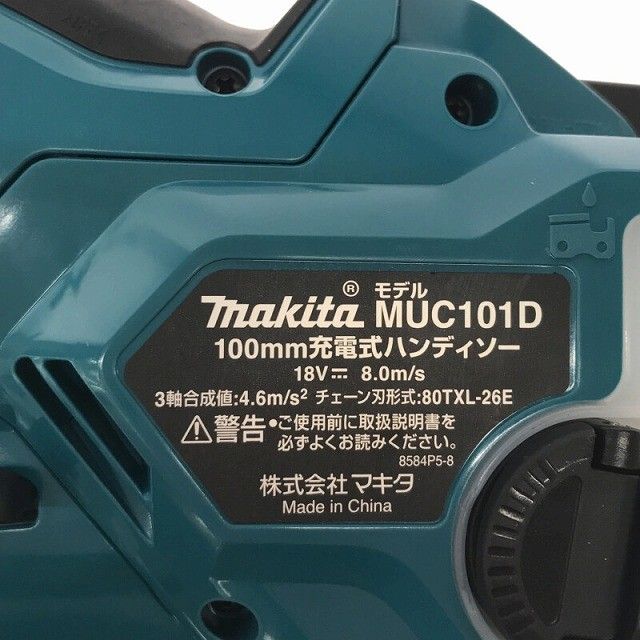 makita® モデル MUC101D
100mm充電式ハンディソー
18V⎓ 8.0m/s
3軸合成値:4.6m/s² チェーン刃形式:80TXL-26E
⚠警告 •ご使用前に取扱説明書を
必ずよくお読みください。
8584P5-8
株式会社マキタ
Made in China